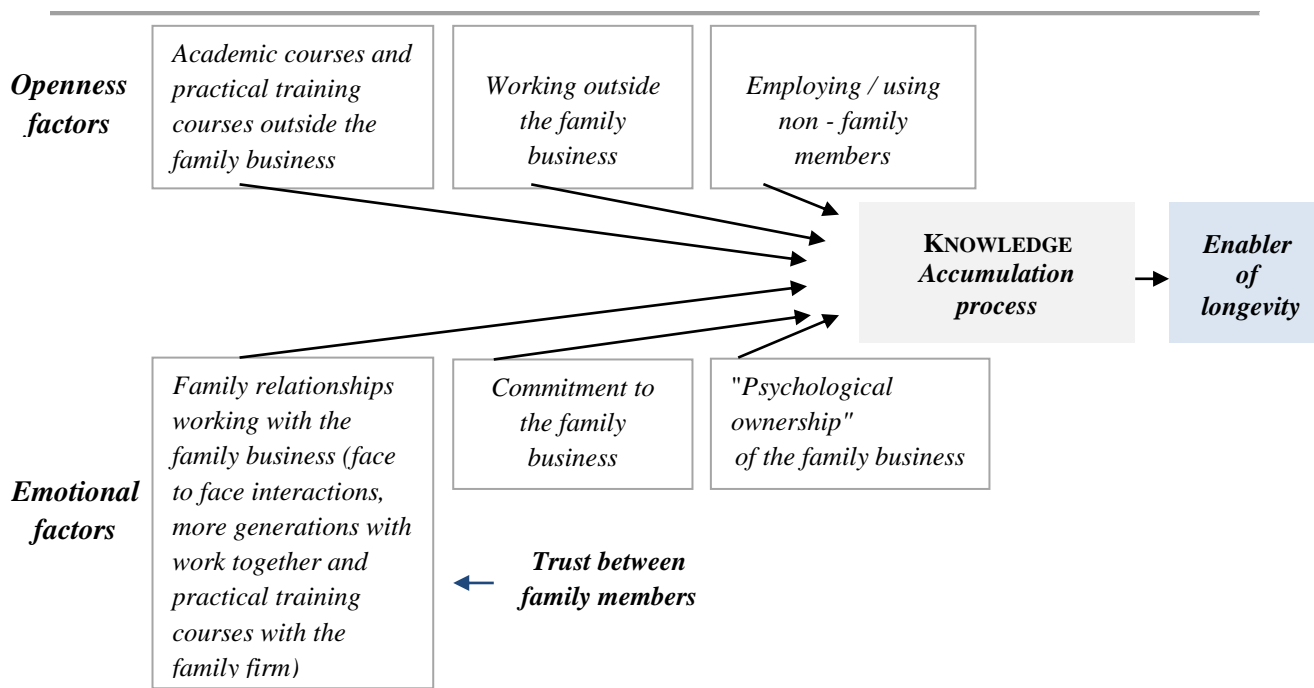 Openness
factors
Academic courses and
practical training
courses outside the
family business
Working outside
the family
business
Employing / using
non - family
members
KNOWLEDGE
Accumulation
process
Enabler
of
longevity
Emotional
factors
Family relationships
working with the
family business (face
to face interactions,
more generations with
work together and
practical training
courses with the
family firm)
Commitment to
the family
business
"Psychological
ownership"
of the family business
Trust between
family members